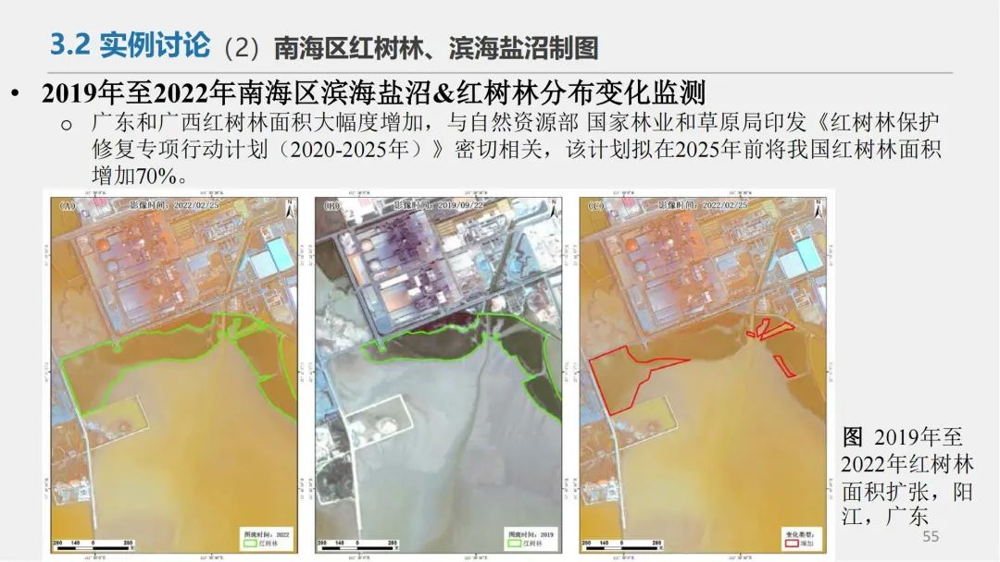 3.2 实例讨论（2）南海区红树林、滨海盐沼制图
• 2019年至2022年南海区滨海盐沼&红树林分布变化监测
o 广东和广西红树林面积大幅度增加，与自然资源部 国家林业和草原局印发《红树林保护
修复专项行动计划（2020-2025年）》密切相关，该计划拟在2025年前将我国红树林面积
增加70%。
(A) 影像时间：2022/02/25 N
(B) 影像时间：2019/09/22 N
(C) 影像时间：2022/02/25 N
280 140 0 280
图斑时间：2022
红树林
280 140 0 280
图斑时间：2019
红树林
280 140 0 280
变化类型：
增加
图 2019年至
2022年红树林
面积扩张，阳
江，广东
55